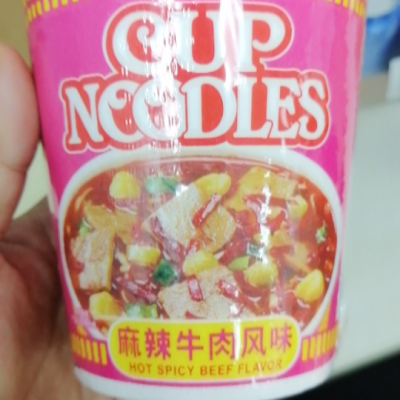 CUP
NOODLES
麻辣牛肉风味
HOT SPICY BEEF FLAVOR